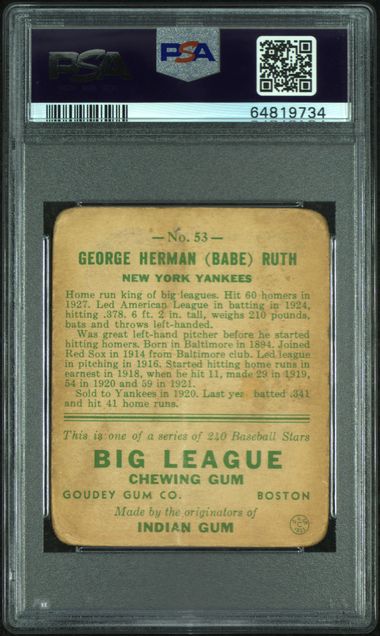 PSA
PSA
64819734
— No. 53 —
GEORGE HERMAN (BABE) RUTH
NEW YORK YANKEES
Home run king of big leagues. Hit 60 homers in
1927. Led American League in batting in 1924,
hitting .378. 6 ft. 2 in. tall, weighs 210 pounds,
bats and throws left-handed.
Was great left-hand pitcher before he started
hitting homers. Born in Baltimore in 1894. Joined
Red Sox in 1914 from Baltimore club. Led league
in pitching in 1916. Started hitting home runs in
earnest in 1918, when he hit 11, made 29 in 1919,
54 in 1920 and 59 in 1921.
Sold to Yankees in 1920. Last year batted .341
and hit 41 home runs.
This is one of a series of 240 Baseball Stars
BIG LEAGUE
CHEWING GUM
GOUDEY GUM CO. BOSTON
Made by the originators of
INDIAN GUM